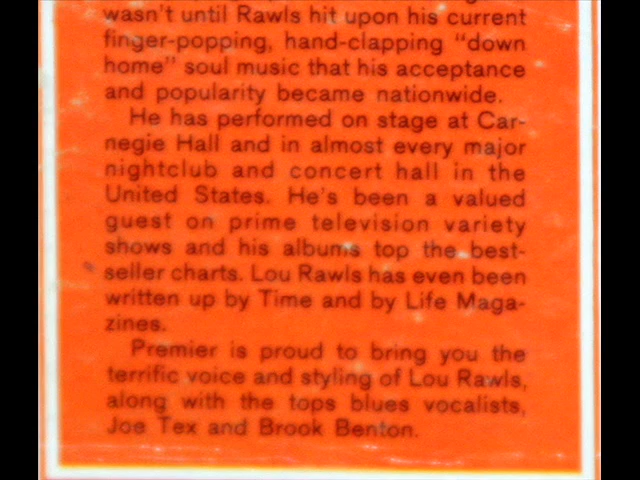 wasn't until Rawls hit upon his current
finger-popping, hand-clapping "down
home" soul music that his acceptance
and popularity became nationwide.
He has performed on stage at Car-
negie Hall and in almost every major
nightclub and concert hall in the
United States. He's been a valued
guest on prime television variety
shows and his albums top the best-
seller charts. Lou Rawls has even been
written up by Time and by Life Maga-
zines.
Premier is proud to bring you the
terrific voice and styling of Lou Rawls,
along with the tops blues vocalists,
Joe Tex and Brook Benton.